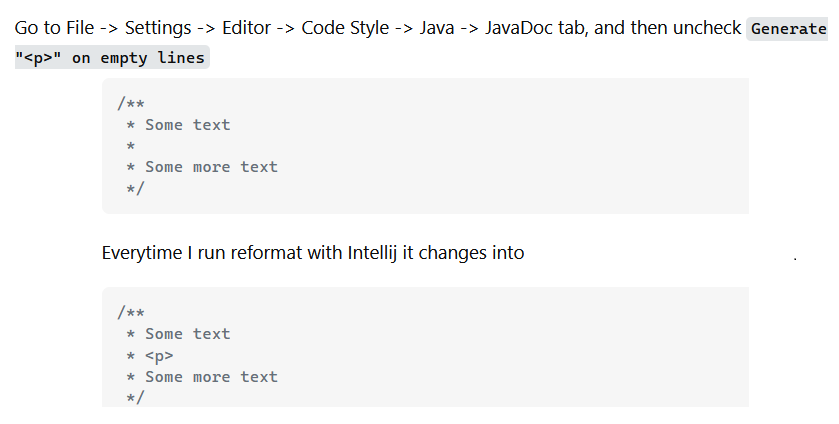 Go to File -> Settings -> Editor -> Code Style -> Java -> JavaDoc tab, and then uncheck Generate
"<p>" on empty lines
/**
 * Some text
 *
 * Some more text
 */
Everytime I run reformat with Intellij it changes into .
/**
 * Some text
 * <p>
 * Some more text
 */